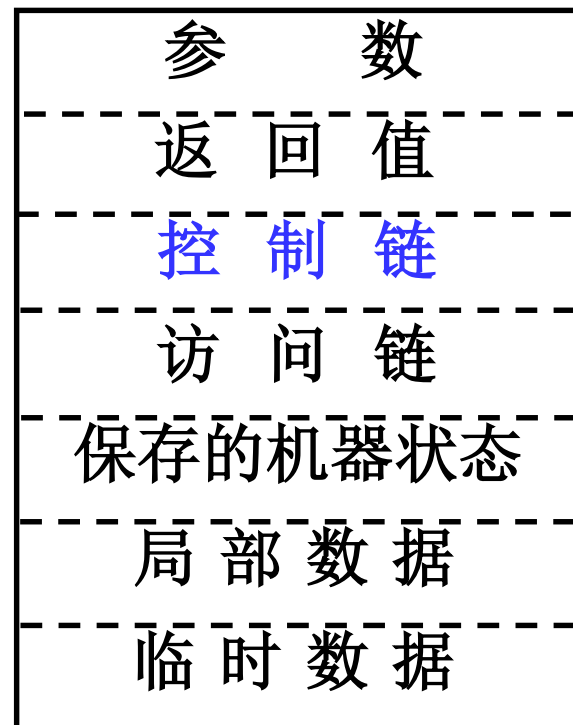 参 数
返 回 值
控 制 链
访 问 链
保存的机器状态
局 部 数 据
临 时 数 据